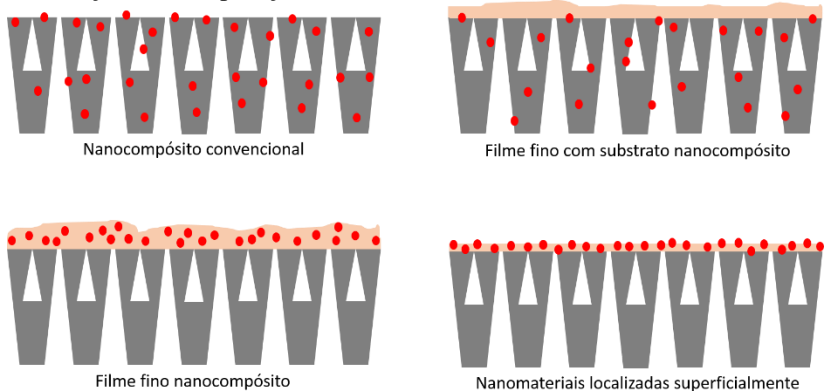 Nanocompósito convencional
Filme fino com substrato nanocompósito
Filme fino nanocompósito
Nanomateriais localizadas superficialmente